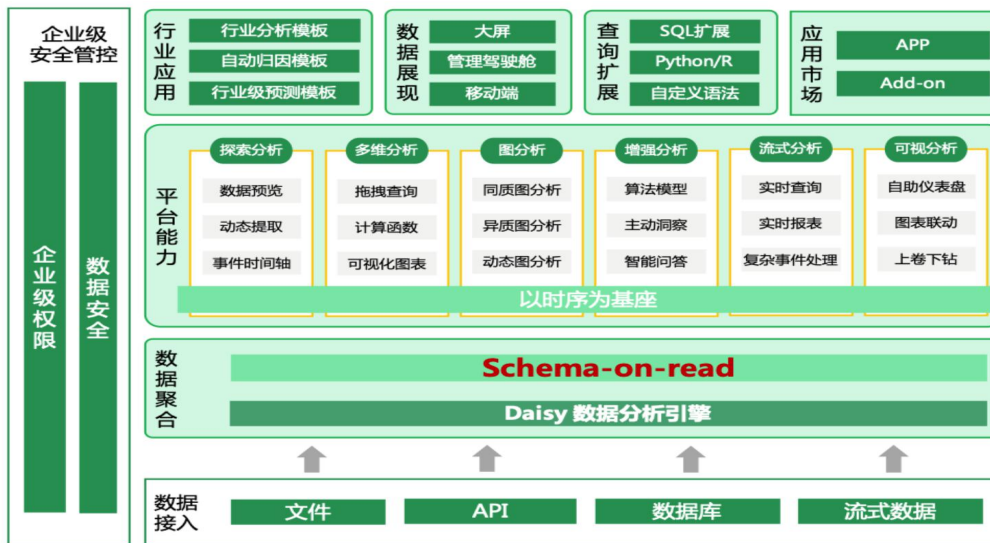 企业级
安全管控
企业级权限
数据安全
行业应用
行业分析模板
自动归因模板
行业级预测模板
数据展现
大屏
管理驾驶舱
移动端
查询扩展
SQL扩展
Python/R
自定义语法
应用市场
APP
Add-on
平台能力
探索分析
数据预览
动态提取
事件时间轴
多维分析
拖拽查询
计算函数
可视化图表
图分析
同质图分析
异质图分析
动态图分析
增强分析
算法模型
主动洞察
智能问答
流式分析
实时查询
实时报表
复杂事件处理
可视分析
自助仪表盘
图表联动
上卷下钻
以时序为基座
数据聚合
Schema-on-read
Daisy 数据分析引擎
数据
接入
文件
API
数据库
流式数据